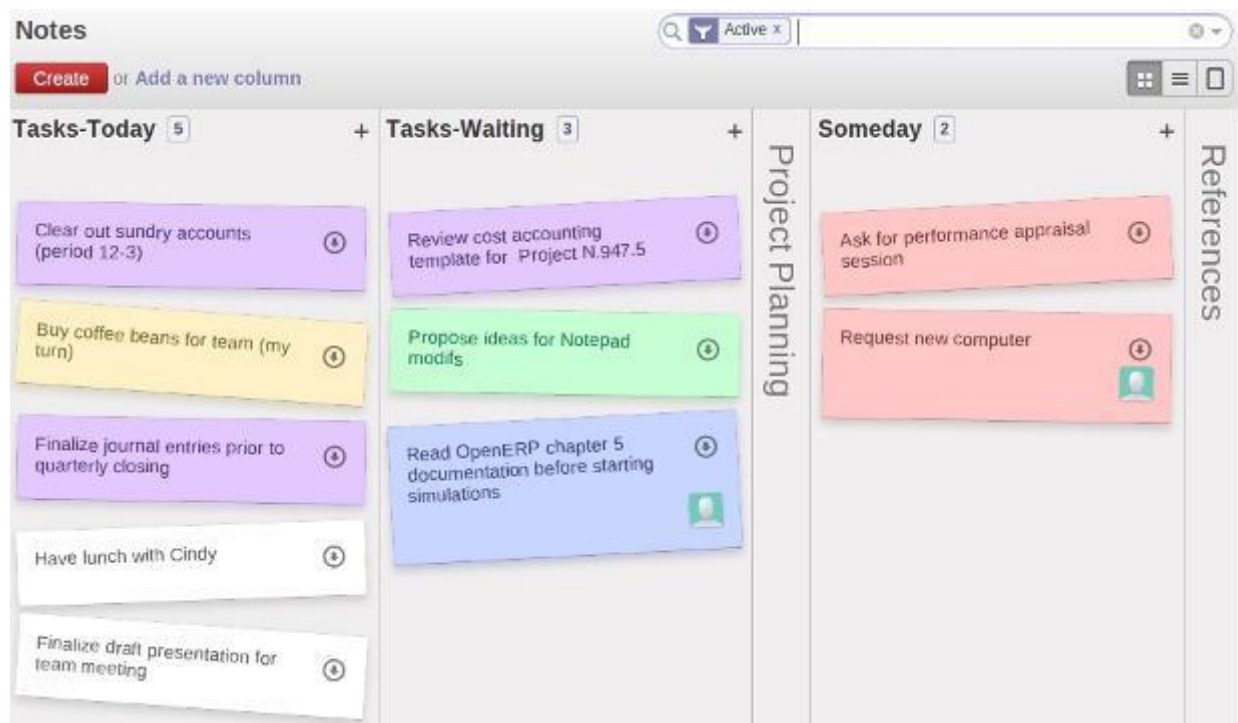 Notes
Active x
Create or Add a new column
Tasks-Today 5 +
Clear out sundry accounts
(period 12-3)
Buy coffee beans for team (my
turn)
Finalize journal entries prior to
quarterly closing
Have lunch with Cindy
Finalize draft presentation for
team meeting
Tasks-Waiting 3 +
Review cost accounting
template for Project N.947.5
Propose ideas for Notepad
modifs
Read OpenERP chapter 5
documentation before starting
simulations
Project Planning
Someday 2 +
Ask for performance appraisal
session
Request new computer
References